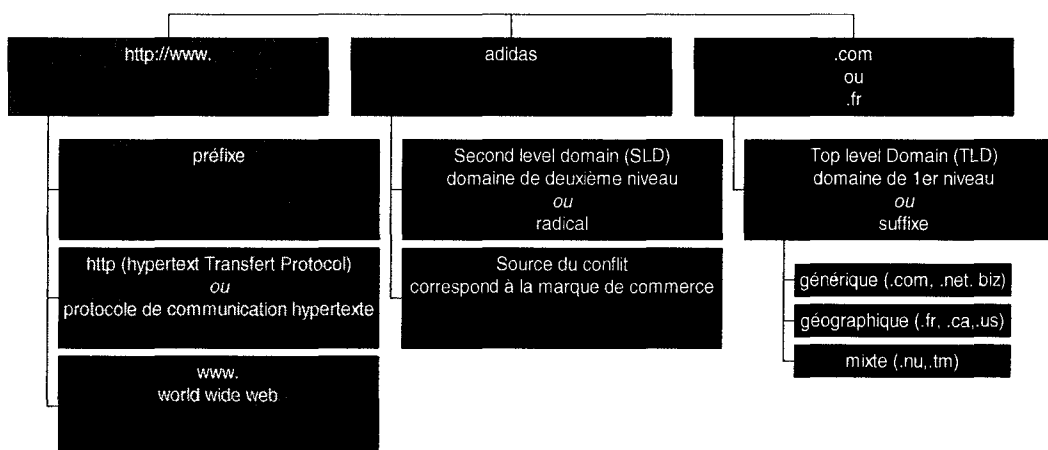 http://www.
adidas
.com
ou
.fr
préfixe
http (hypertext Transfert Protocol)
ou
protocole de communication hypertexte
www.
world wide web
Second level domain (SLD)
domaine de deuxième niveau
ou
radical
Source du conflit
correspond à la marque de commerce
Top level Domain (TLD)
domaine de 1er niveau
ou
suffixe
générique (.com, .net. biz)
géographique (.fr, .ca,.us)
mixte (.nu,.tm)